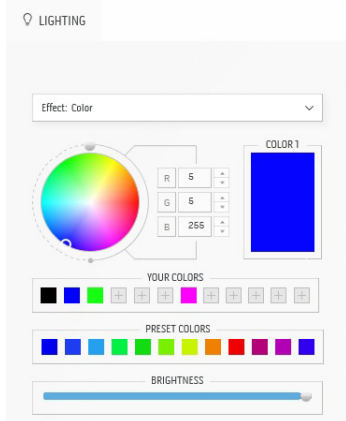 LIGHTING
Effect: Color
COLOR 1
R 5
G 5
B 255
YOUR COLORS
PRESET COLORS
BRIGHTNESS